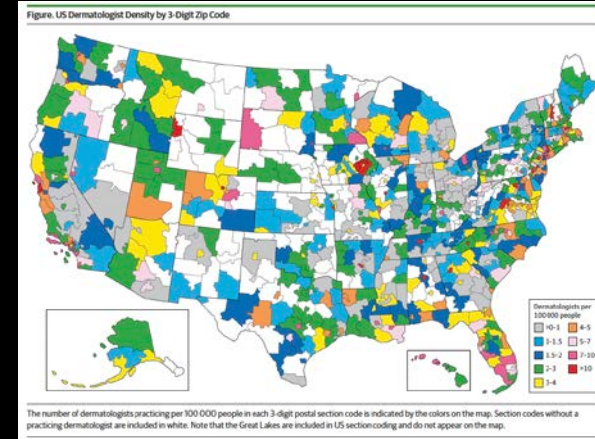 Figure. US Dermatologist Density by 3-Digit Zip Code
Dermatologists per
100 000 people
>0-1
1-1.5
1.5-2
2-3
3-4
4-5
5-7
7-10
>10
The number of dermatologists practicing per 100 000 people in each 3-digit postal section code is indicated by the colors on the map. Section codes without a
practicing dermatologist are included in white. Note that the Great Lakes are included in US section coding and do not appear on the map.